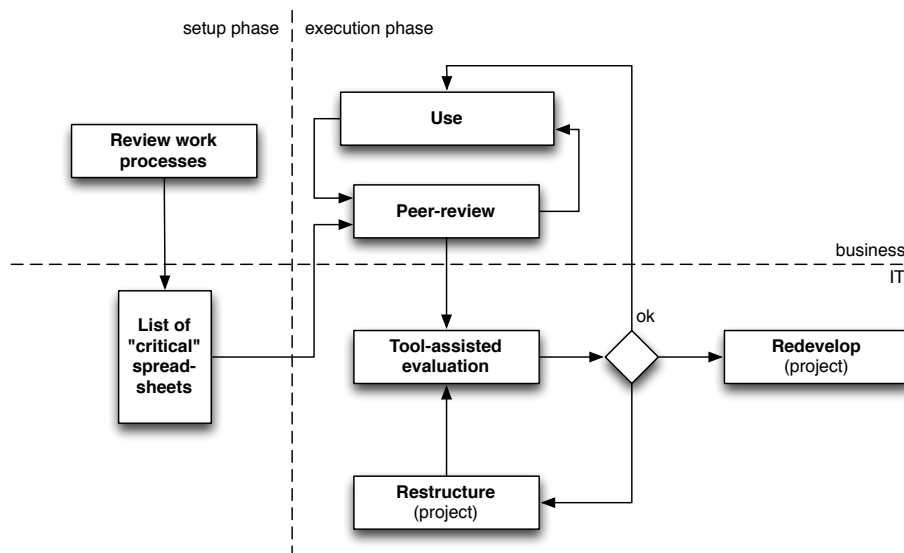 setup phase
execution phase
Use
Review work
processes
Peer-review
business
IT
List of
"critical"
spread-
sheets
ok
Tool-assisted
evaluation
Redevelop
(project)
Restructure
(project)